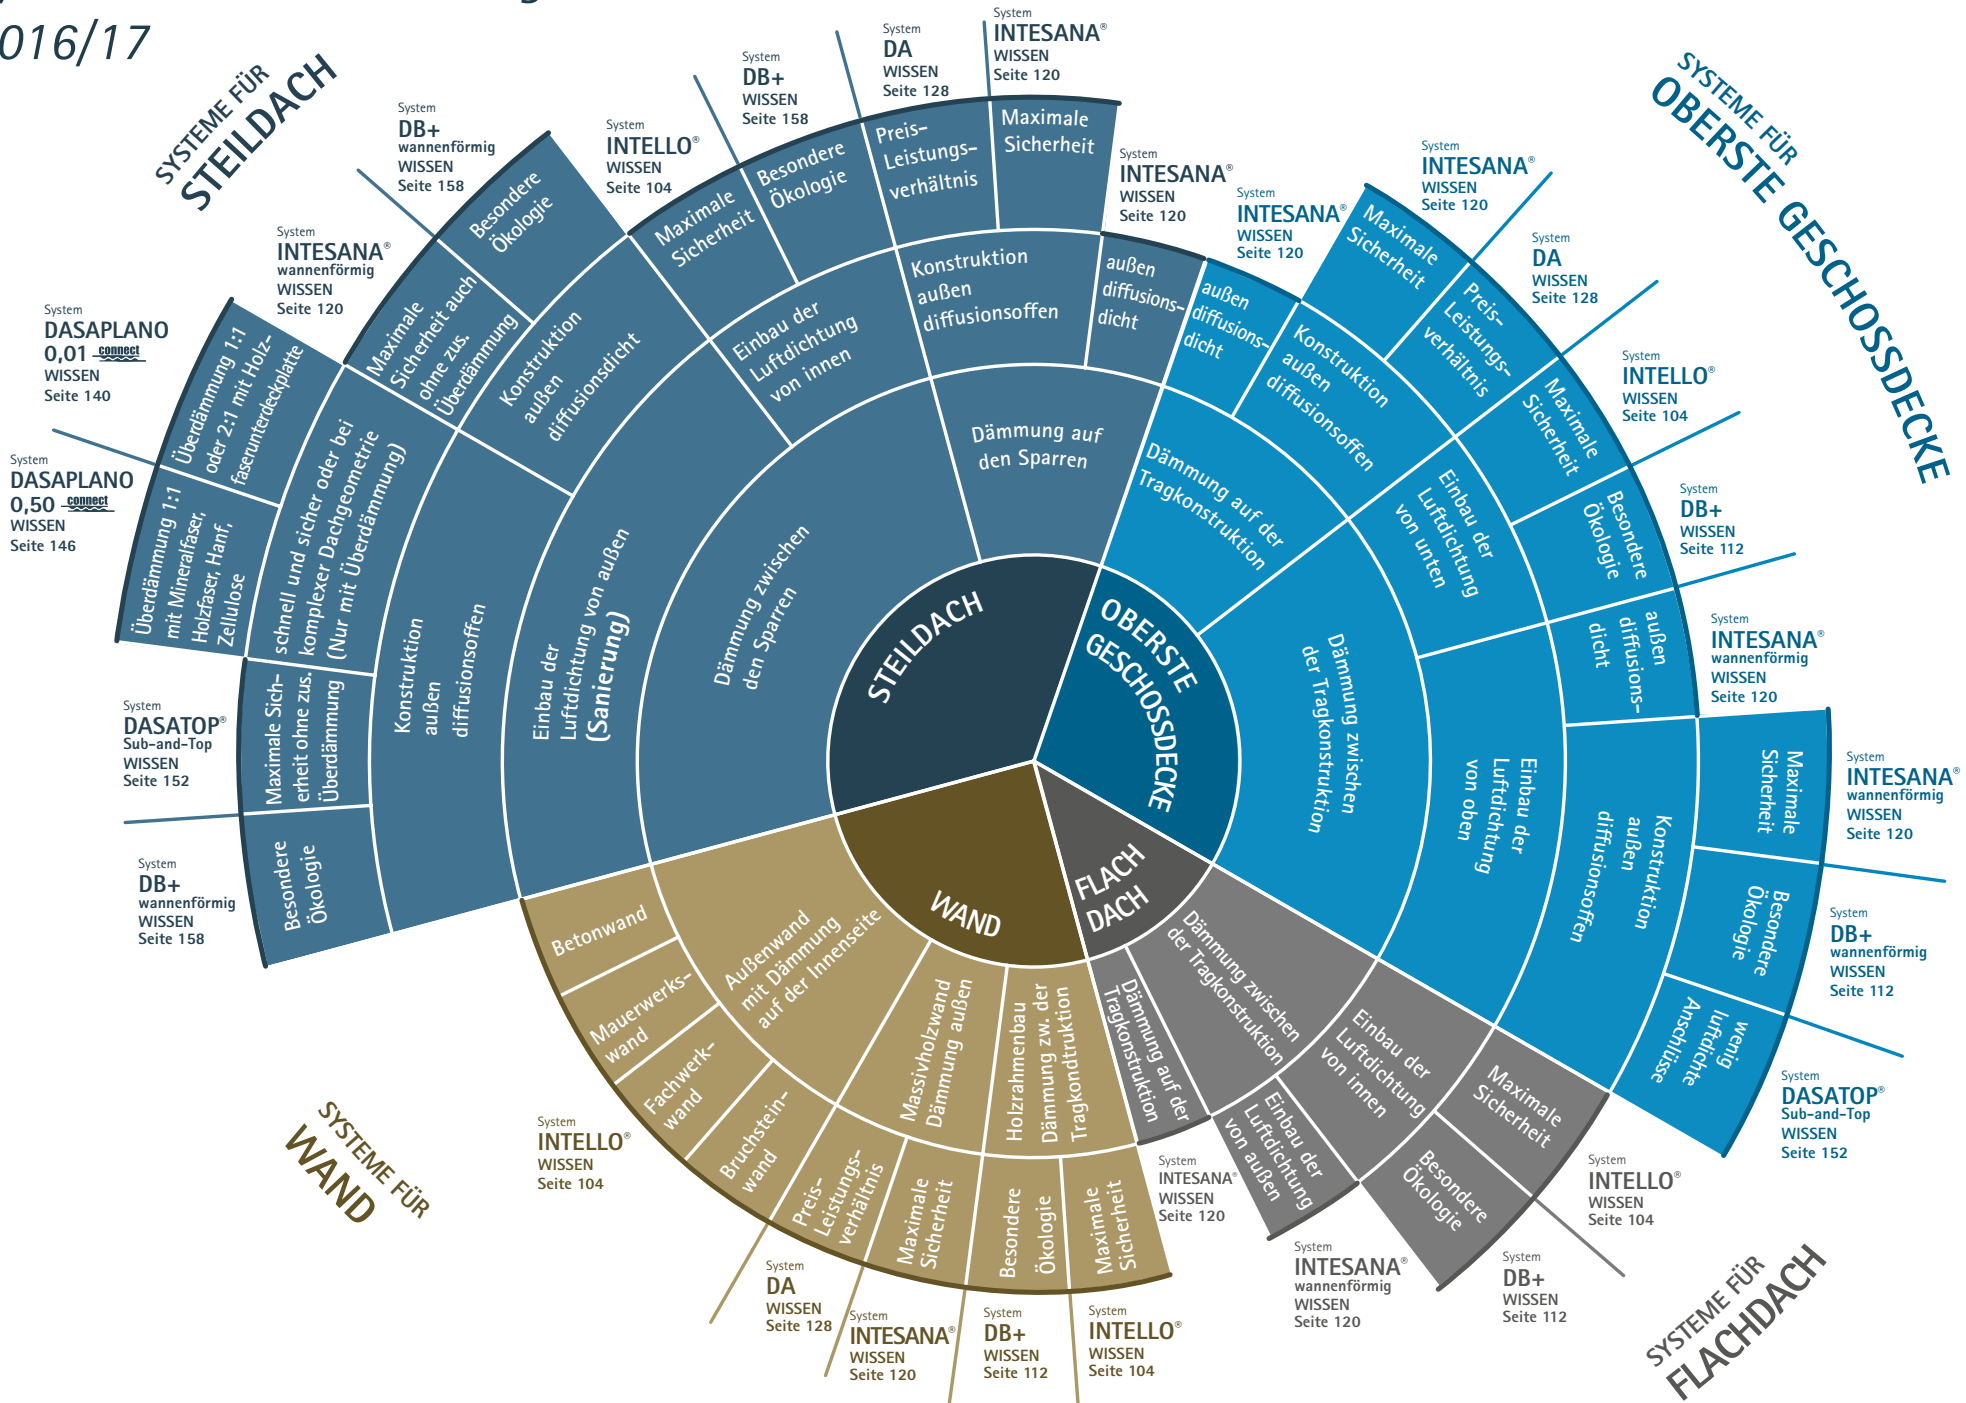 016/17
SYSTEME FÜR
STEILDACH
System
DASAPLANO
0,50 connect
WISSEN
Seite 146
System
DASAPLANO
0,01 connect
WISSEN
Seite 140
System
INTESANA®
wannenförmig
WISSEN
Seite 120
System
DB+
wannenförmig
WISSEN
Seite 158
System
INTELLO®
WISSEN
Seite 104
System
DB+
WISSEN
Seite 158
System
DA
WISSEN
Seite 128
System
INTESANA®
WISSEN
Seite 120
System
INTESANA®
WISSEN
Seite 120
System
DASATOP®
Sub-and-Top
WISSEN
Seite 152
System
DB+
wannenförmig
WISSEN
Seite 158
STEILDACH
Dämmung zwischen
den Sparren
Dämmung auf
den Sparren
Einbau der
Luftdichtung von außen
(Sanierung)
Einbau der
Luftdichtung
von innen
Konstruktion
außen
diffusionsoffen
außen
diffusions-
dicht
Konstruktion
außen
diffusionsoffen
Konstruktion
außen
diffusionsdicht
Besondere
Ökologie
Maximale Sich-
erheit ohne zus.
Überdämmung
schnell und sicher oder bei
komplexer Dachgeometrie
(Nur mit Überdämmung)
Überdämmung 1:1
mit Mineralfaser,
Holzfaser, Hanf,
Zellulose
Überdämmung 1:1
oder 2:1 mit Holz-
faserunterdeckplatte
Maximale
Sicherheit auch
ohne zus.
Überdämmung
Besondere
Ökologie
Maximale
Sicherheit
Besondere
Ökologie
Preis-
Leistungs-
verhältnis
Maximale
Sicherheit
SYSTEME FÜR
OBERSTE GESCHOSSDECKE
System
INTESANA®
WISSEN
Seite 120
System
INTESANA®
WISSEN
Seite 120
System
DA
WISSEN
Seite 128
System
INTELLO®
WISSEN
Seite 104
System
DB+
WISSEN
Seite 112
System
INTESANA®
wannenförmig
WISSEN
Seite 120
System
INTESANA®
wannenförmig
WISSEN
Seite 120
System
DB+
wannenförmig
WISSEN
Seite 112
System
DASATOP®
Sub-and-Top
WISSEN
Seite 152
OBERSTE
GESCHOSSDECKE
Dämmung auf der
Tragkonstruktion
Dämmung zwischen
der Tragkonstruktion
außen
diffusions-
dicht
Konstruktion
außen
diffusionsoffen
Maximale
Sicherheit
Preis-
Leistungs-
verhältnis
Einbau der
Luftdichtung
von unten
Maximale
Sicherheit
Besondere
Ökologie
Einbau der
Luftdichtung
von oben
außen
diffusions-
dicht
Konstruktion
außen
diffusionsoffen
Maximale
Sicherheit
Besondere
Ökologie
wenig
luftdichte
Anschlüsse
FLACH
DACH
Dämmung zwischen
der Tragkonstruktion
Dämmung auf der
Tragkonstruktion
Einbau der
Luftdichtung
von innen
Einbau der
Luftdichtung
von außen
Maximale
Sicherheit
Besondere
Ökologie
System
INTELLO®
WISSEN
Seite 104
System
DB+
WISSEN
Seite 112
System
INTESANA®
wannenförmig
WISSEN
Seite 120
System
INTESANA®
WISSEN
Seite 120
SYSTEME FÜR
FLACHDACH
WAND
Außenwand
mit Dämmung
auf der Innenseite
Massivholzwand
Dämmung außen
Holzrahmenbau
Dämmung zw. der
Tragkondtruktion
Betonwand
Mauerwerks-
wand
Fachwerk-
wand
Bruchstein-
wand
Preis-
Leistungs-
verhältnis
Maximale
Sicherheit
Besondere
Ökologie
Maximale
Sicherheit
System
INTELLO®
WISSEN
Seite 104
System
DA
WISSEN
Seite 128
System
INTESANA®
WISSEN
Seite 120
System
DB+
WISSEN
Seite 112
System
INTELLO®
WISSEN
Seite 104
SYSTEME FÜR
WAND